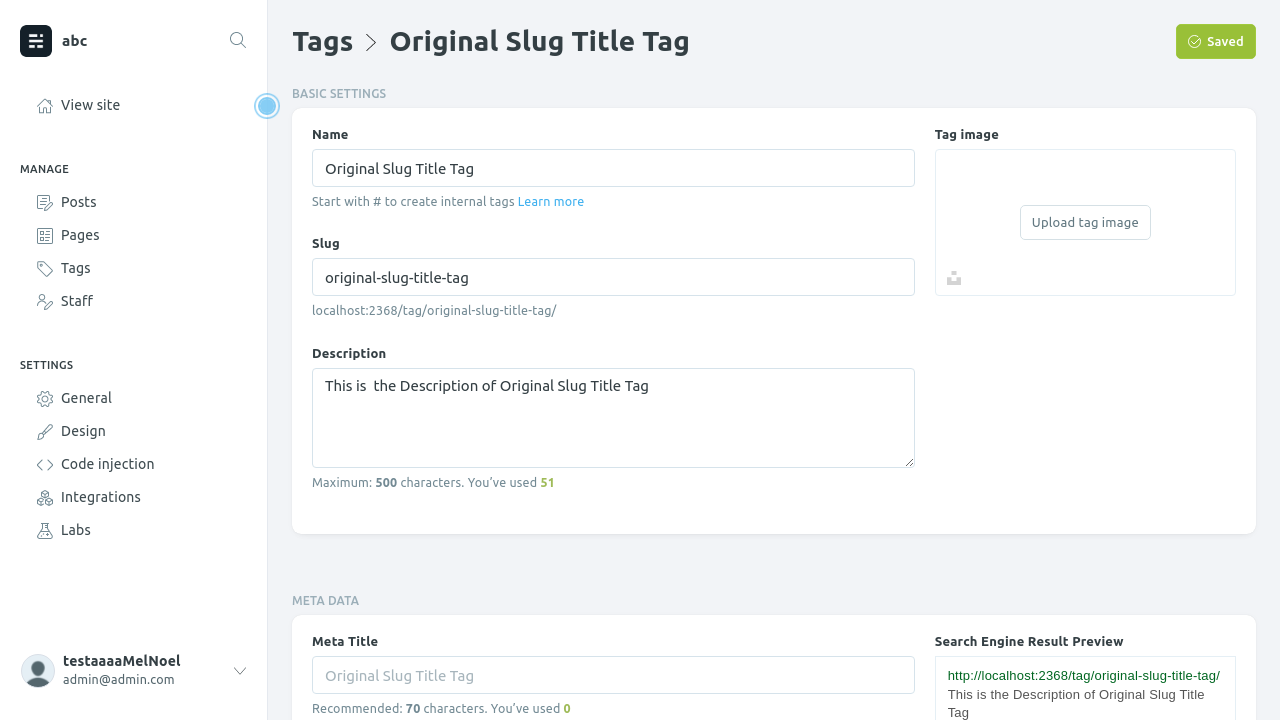 abc
View site
MANAGE
Posts
Pages
Tags
Staff
SETTINGS
General
Design
Code injection
Integrations
Labs
testaaaaMelNoel
admin@admin.com
Tags
Original Slug Title Tag
Saved
BASIC SETTINGS
Name
Original Slug Title Tag
Start with # to create internal tags Learn more
Slug
original-slug-title-tag
localhost:2368/tag/original-slug-title-tag/
Description
This is  the Description of Original Slug Title Tag
Maximum: 500 characters. You’ve used 51
Tag image
Upload tag image
META DATA
Meta Title
Original Slug Title Tag
Recommended: 70 characters. You’ve used 0
Search Engine Result Preview
http://localhost:2368/tag/original-slug-title-tag/
This is the Description of Original Slug Title
Tag